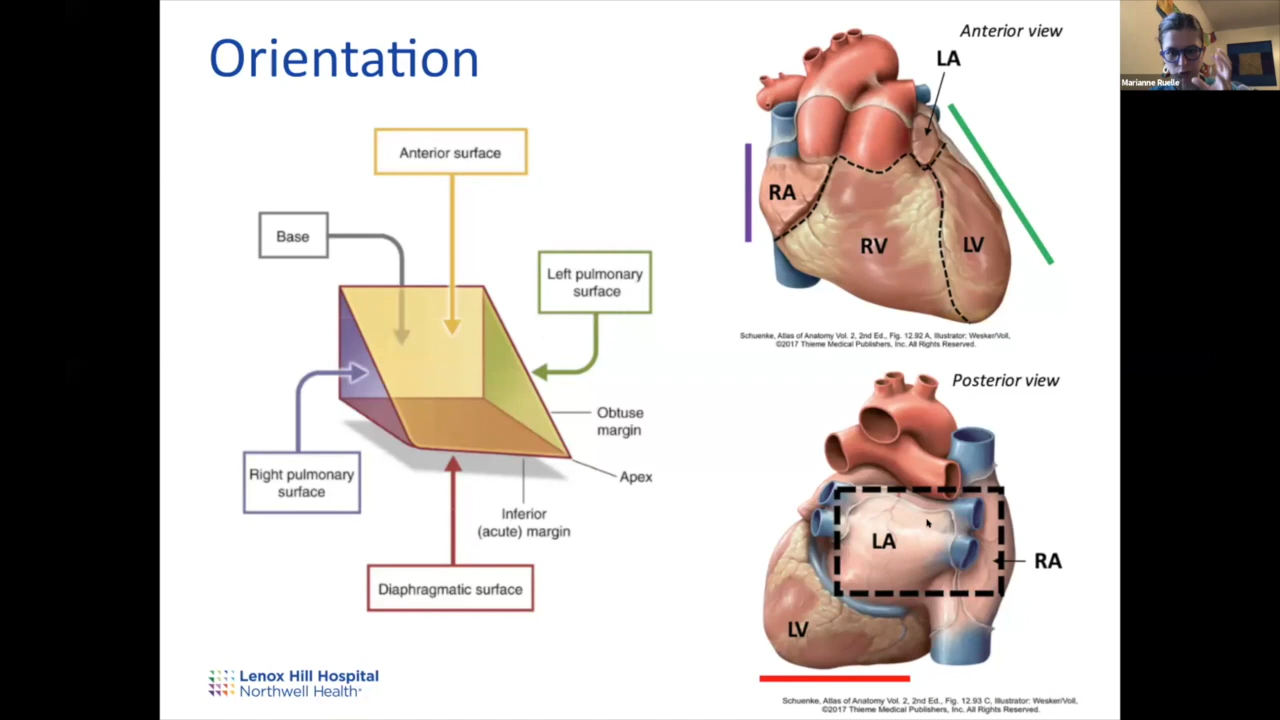 Orientation
Anterior surface
Base
Left pulmonary
surface
Obtuse
margin
Apex
Right pulmonary
surface
Inferior
(acute) margin
Diaphragmatic surface
Lenox Hill Hospital
Northwell Health
Anterior view
LA
RA
RV
LV
Schuenke, Atlas of Anatomy Vol. 2, 2nd Ed., Fig. 12.92 A, Illustrator: Wesker/Voll,
©2017 Thieme Medical Publishers, Inc. All Rights Reserved.
Posterior view
LA
RA
LV
Schuenke, Atlas of Anatomy Vol. 2, 2nd Ed., Fig. 12.93 C, Illustrator: Wesker/Voll,
©2017 Thieme Medical Publishers, Inc. All Rights Reserved.
Marianne Ruelle